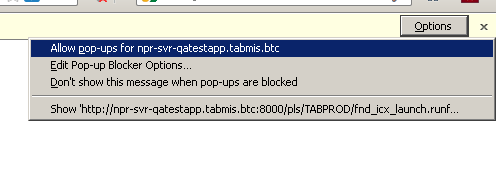 Options
Allow pop-ups for npr-svr-qatestapp.tabmis.btc
Edit Pop-up Blocker Options...
Don't show this message when pop-ups are blocked
Show 'http://npr-svr-qatestapp.tabmis.btc:8000/pls/TABPROD/fnd_icx_launch.runf...